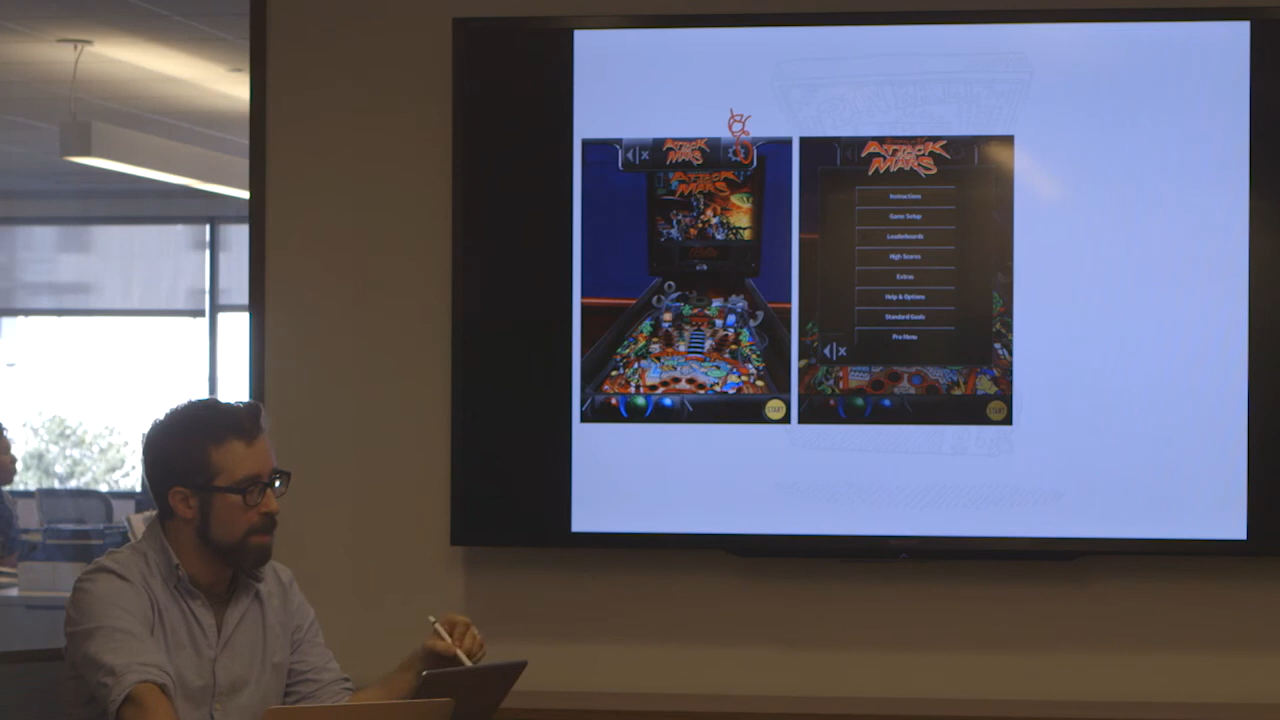 ATTACK
FROM
MARS
ATTACK
FROM
MARS
START
ATTACK
FROM
MARS
Instructions
Game Setup
Leaderboards
High Scores
Extras
Help & Options
Standard Goals
Pro Menu
START